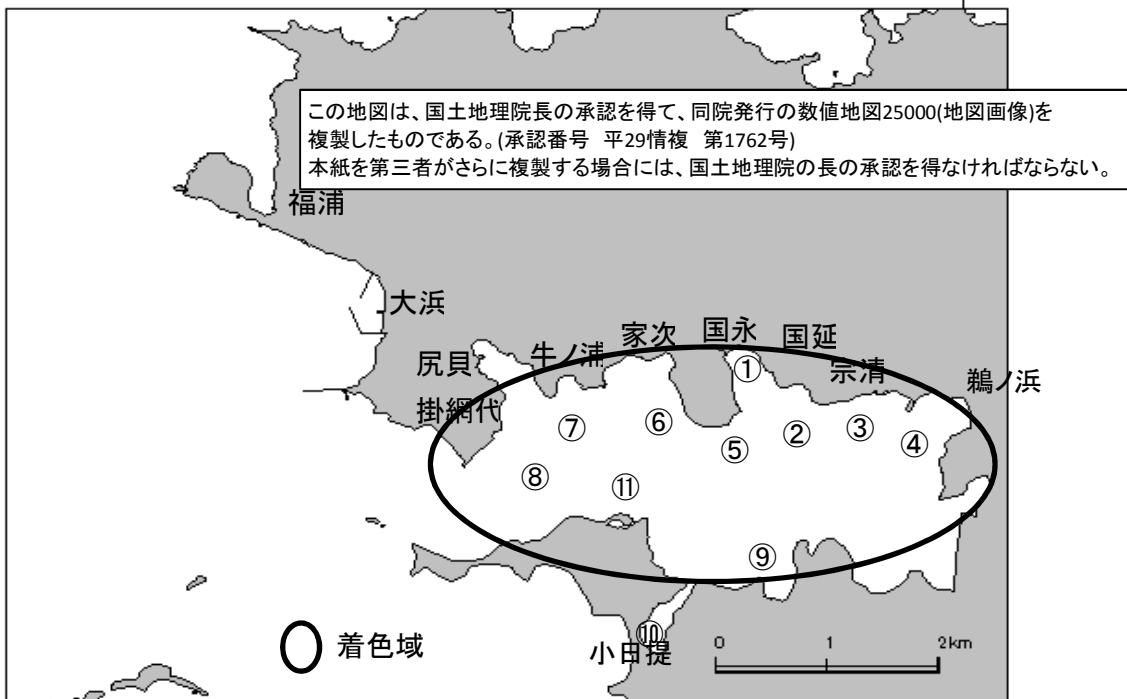 この地図は、国土地理院長の承認を得て、同院発行の数値地図25000(地図画像)を
複製したものである。(承認番号 平29情複 第1762号)
本紙を第三者がさらに複製する場合には、国土地理院の長の承認を得なければならない。
福浦
大浜
尻貝
掛網代
牛ノ浦
家次
国永
国延
宗清
鵜ノ浜
①
②
③
④
⑤
⑥
⑦
⑧
⑪
⑨
⑩
小日提
着色域
0 1 2km